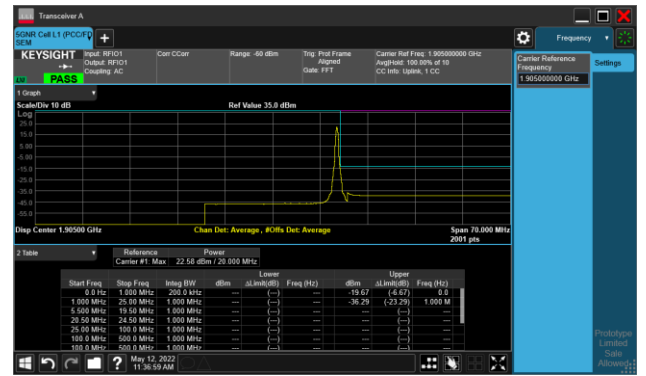 Transceiver A
5GNR Cell L1 (PCC/FD
SEM
Frequency
KEYSIGHT Input: RFIO1 Corr CCorr Range: -60 dBm Trig: Prot Frame Carrier Ref Freq: 1.905000000 GHz
Output: RFIO1 Aligned AvgHold: 100.00% of 10
Coupling: AC Gate: FFT CC Info: Uplink, 1 CC
PASS
Carrier Reference
Frequency
1.905000000 GHz
Settings
1 Graph
Scale/Div 10 dB Ref Value 35.0 dBm
Log
25.0
15.0
5.00
-5.00
-15.0
-25.0
-35.0
-45.0
-55.0
Disp Center 1.90500 GHz Chan Det: Average , #Offs Det: Average Span 70.000 MHz
2001 pts
2 Table Reference Power
Carrier #1: Max 22.58 dBm / 20.000 MHz
Lower Upper
Start Freq Stop Freq Integ BW dBm ΔLimit(dB) Freq (Hz) dBm ΔLimit(dB) Freq (Hz)
0.0 Hz 1.000 MHz 200.0 kHz --- (---) --- -19.67 (-6.67) 0.0
1.000 MHz 25.00 MHz 1.000 MHz --- (---) --- -36.29 (-23.29) 1.000 M
5.500 MHz 19.50 MHz 1.000 MHz --- (---) --- --- (---) ---
20.50 MHz 24.50 MHz 1.000 MHz --- (---) --- --- (---) ---
25.00 MHz 100.0 MHz 1.000 MHz --- (---) --- --- (---) ---
100.0 MHz 500.0 MHz 1.000 MHz --- (---) --- --- (---) ---
100.0 MHz 500.0 MHz 1.000 MHz --- (---) --- --- (---) ---
Prototype
Limited
Sale
Allowed
? May 12, 2022
11:36:59 AM